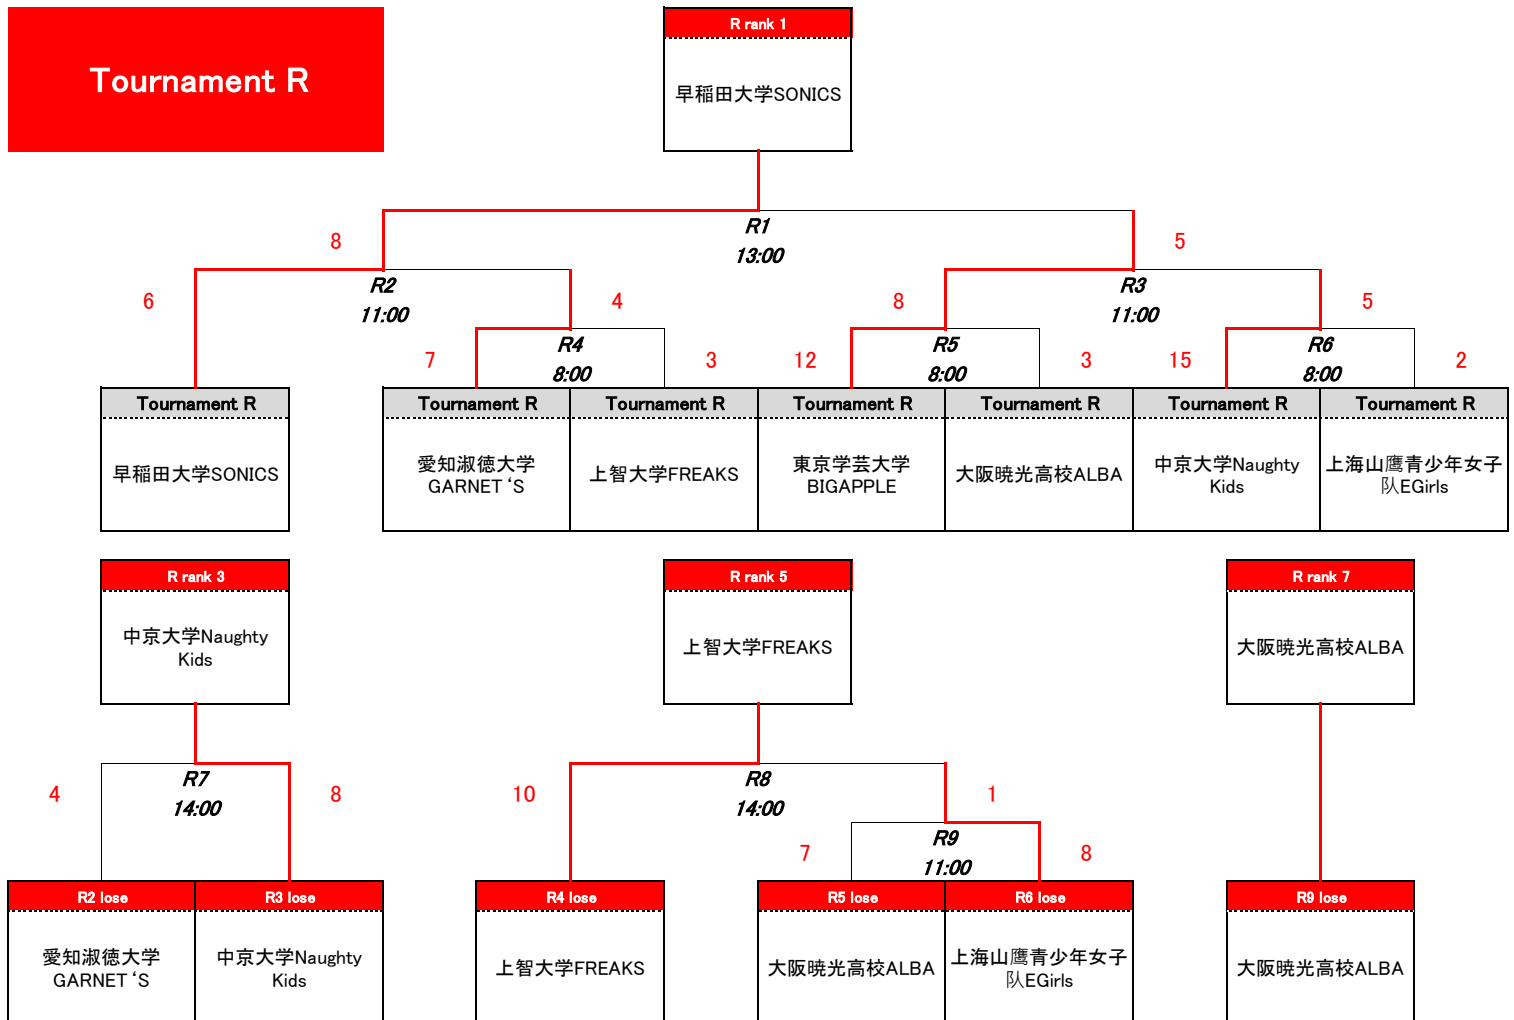 R rank 1
Tournament R
早稲田大学SONICS
R1
8
5
13:00
R2
R3
6
4
8
5
11:00
11:00
R4
R5
R6
7
3
12
3
15
2
8:00
8:00
8:00
Tournament R
Tournament R
Tournament R
Tournament R
Tournament R
Tournament R
Tournament R
早稲田大学SONICS
愛知淑徳大学
GARNET‘S
上智大学FREAKS
東京学芸大学
BIGAPPLE
大阪暁光高校ALBA
中京大学Naughty
Kids
上海山鷹青少年女子
队EGirls
R rank 3
R rank 5
R rank 7
中京大学Naughty
Kids
上智大学FREAKS
大阪暁光高校ALBA
R7
R8
4
8
10
1
14:00
14:00
R9
7
8
11:00
R2 lose
R3 lose
R4 lose
R5 lose
R6 lose
R9 lose
愛知淑徳大学
GARNET‘S
中京大学Naughty
Kids
上智大学FREAKS
大阪暁光高校ALBA
上海山鷹青少年女子
队EGirls
大阪暁光高校ALBA